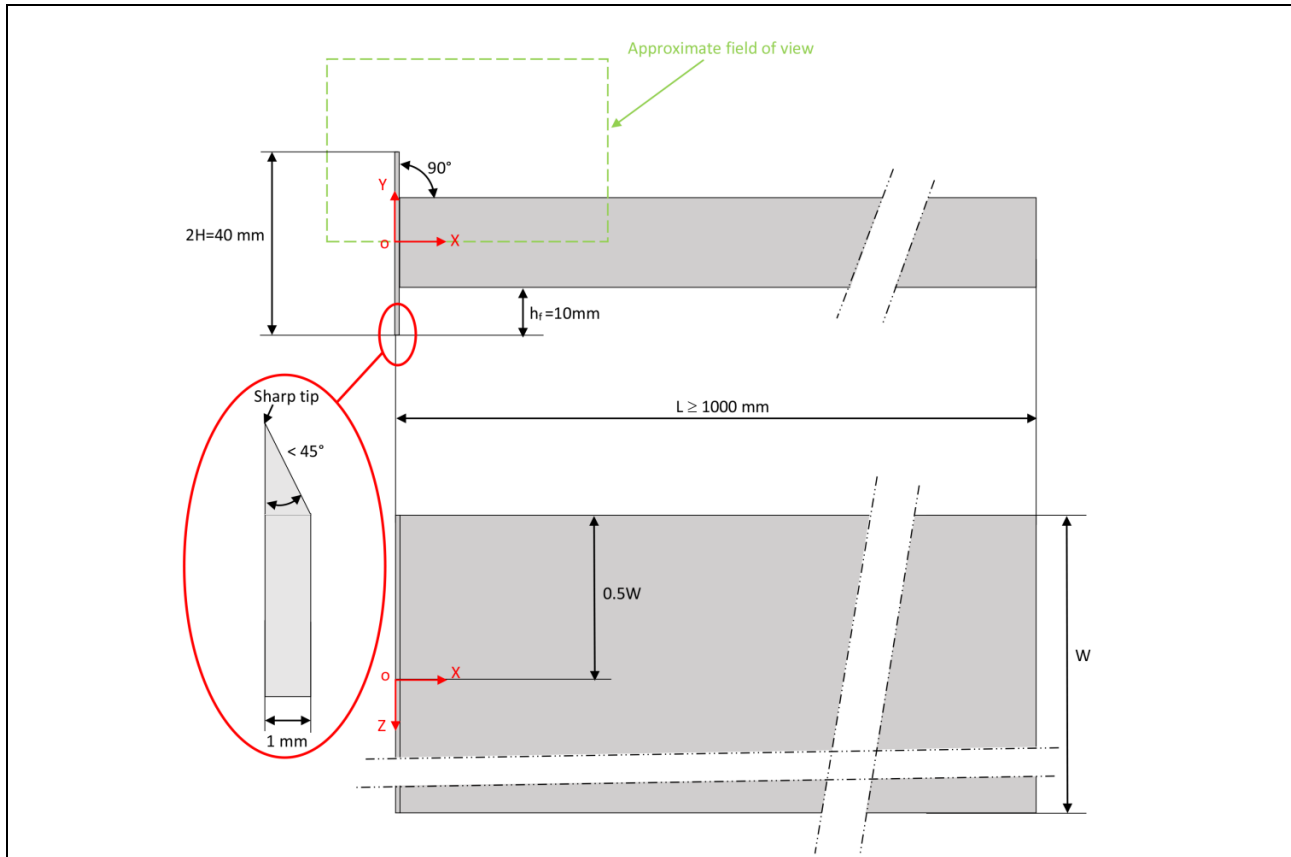 Approximate field of view
90°
Y
2H=40 mm
O
X
hf =10mm
Sharp tip
L ≥ 1000 mm
< 45°
0.5W
W
O
X
Z
1 mm